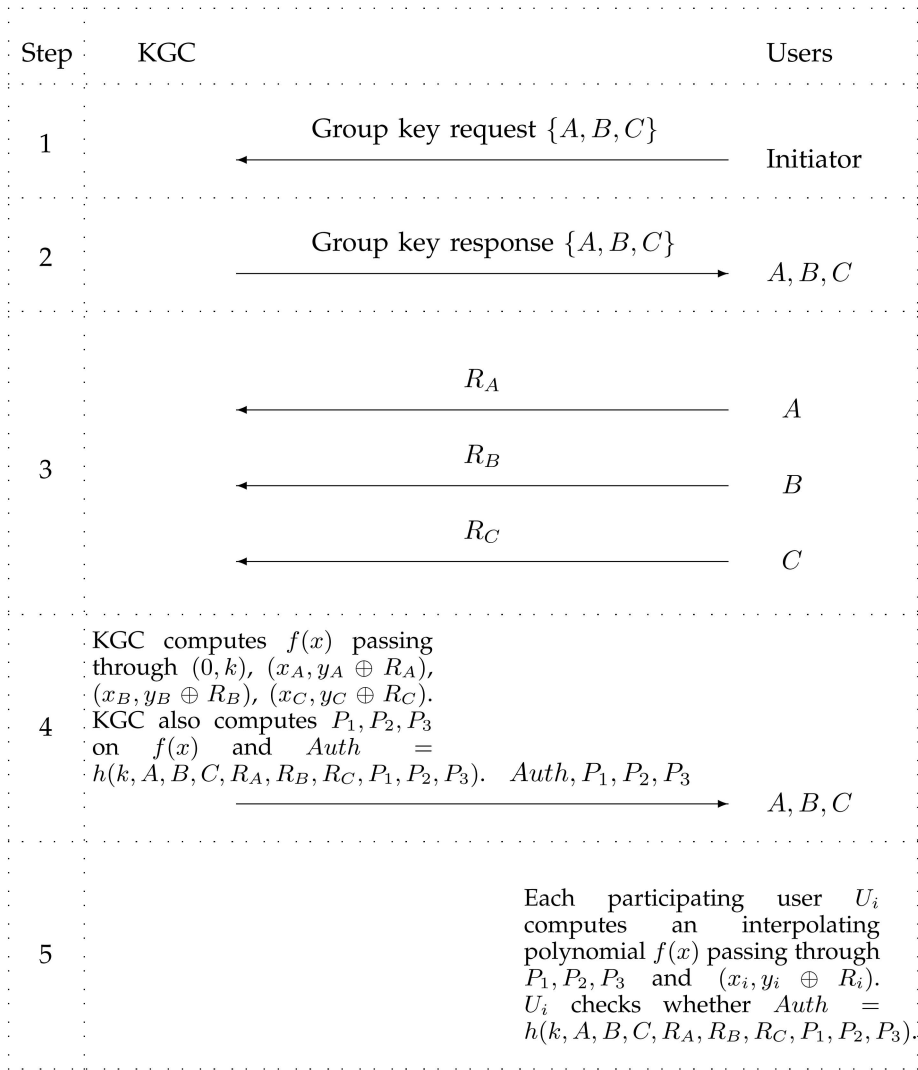 Step KGC Users
1
Group key request {A, B, C}
Initiator
2
Group key response {A, B, C}
A, B, C
3
R_A
A
R_B
B
R_C
C
4
KGC computes f(x) passing
through (0, k), (x_A, y_A ⊕ R_A),
(x_B, y_B ⊕ R_B), (x_C, y_C ⊕ R_C).
KGC also computes P_1, P_2, P_3
on f(x) and Auth =
h(k, A, B, C, R_A, R_B, R_C, P_1, P_2, P_3). Auth, P_1, P_2, P_3
A, B, C
5
Each participating user U_i
computes an interpolating
polynomial f(x) passing through
P_1, P_2, P_3 and (x_i, y_i ⊕ R_i).
U_i checks whether Auth =
h(k, A, B, C, R_A, R_B, R_C, P_1, P_2, P_3).